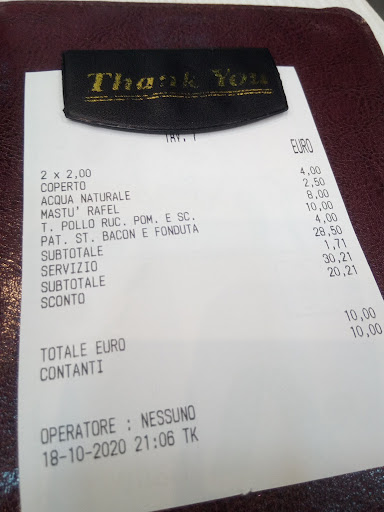 Thank You
EURO
2 x 2,00
COPERTO 4,00
ACQUA NATURALE 2,50
MASTU' RAFEL 8,00
T. POLLO RUC. POM. E SC. 10,00
PAT. ST. BACON E FONDUTA 4,00
SUBTOTALE 28,50
SERVIZIO 1,71
SUBTOTALE 30,21
SCONTO 20,21
TOTALE EURO 10,00
CONTANTI 10,00
OPERATORE : NESSUNO
18-10-2020 21:06 TK